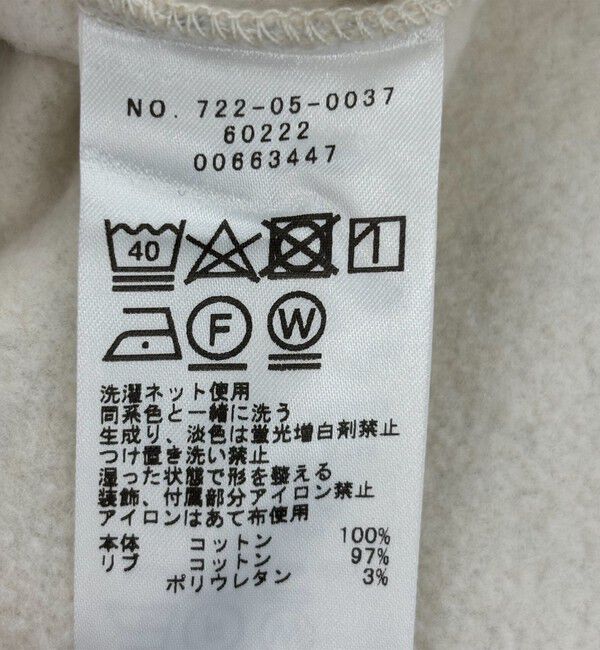 NO. 722-05-0037
60222
00663447
40
F W
洗濯ネット使用
同系色と一緒に洗う
生成り、淡色は蛍光増白剤禁止
つけ置き洗い禁止
湿った状態で形を整える
装飾、付属部分アイロン禁止
アイロンはあて布使用
本体 コットン 100%
リブ コットン 97%
ポリウレタン 3%